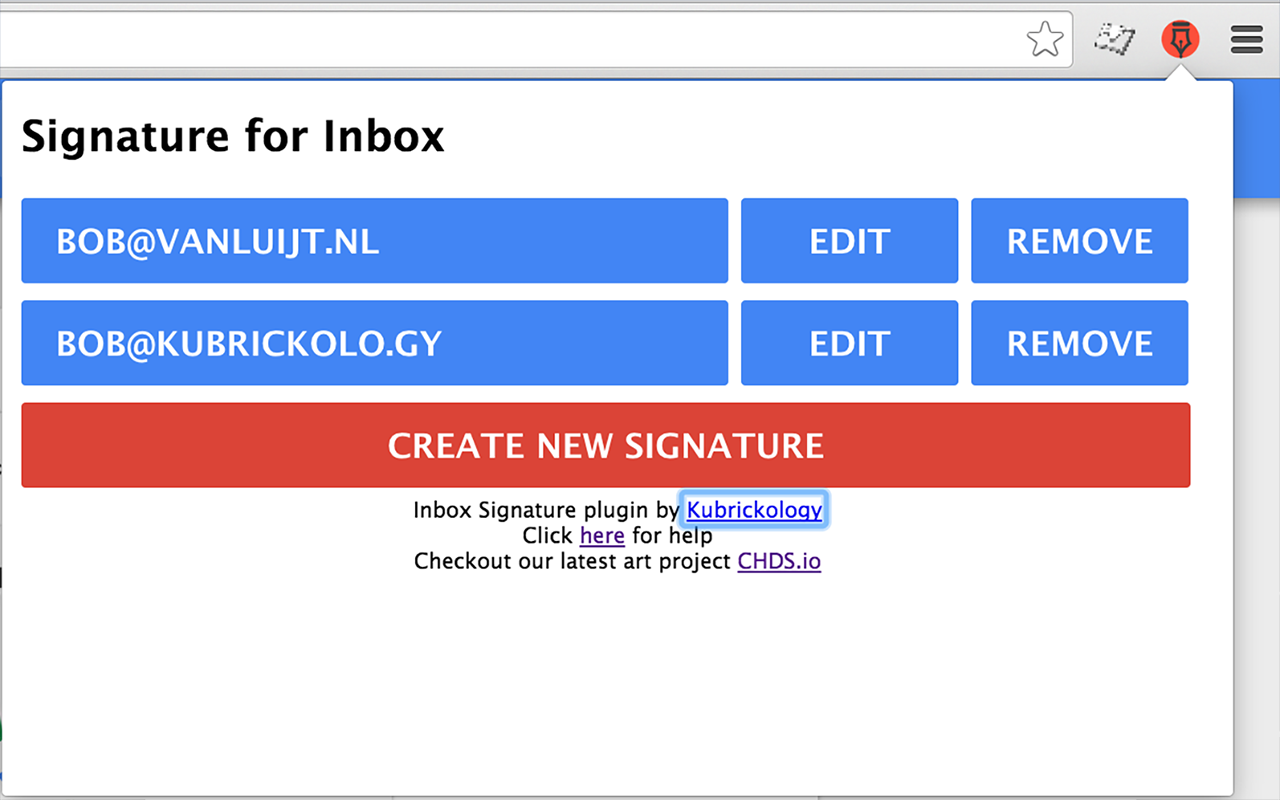 Signature for Inbox
BOB@VANLUIJT.NL EDIT REMOVE
BOB@KUBRICKOLO.GY EDIT REMOVE
CREATE NEW SIGNATURE
Inbox Signature plugin by Kubrickology
Click here for help
Checkout our latest art project CHDS.io